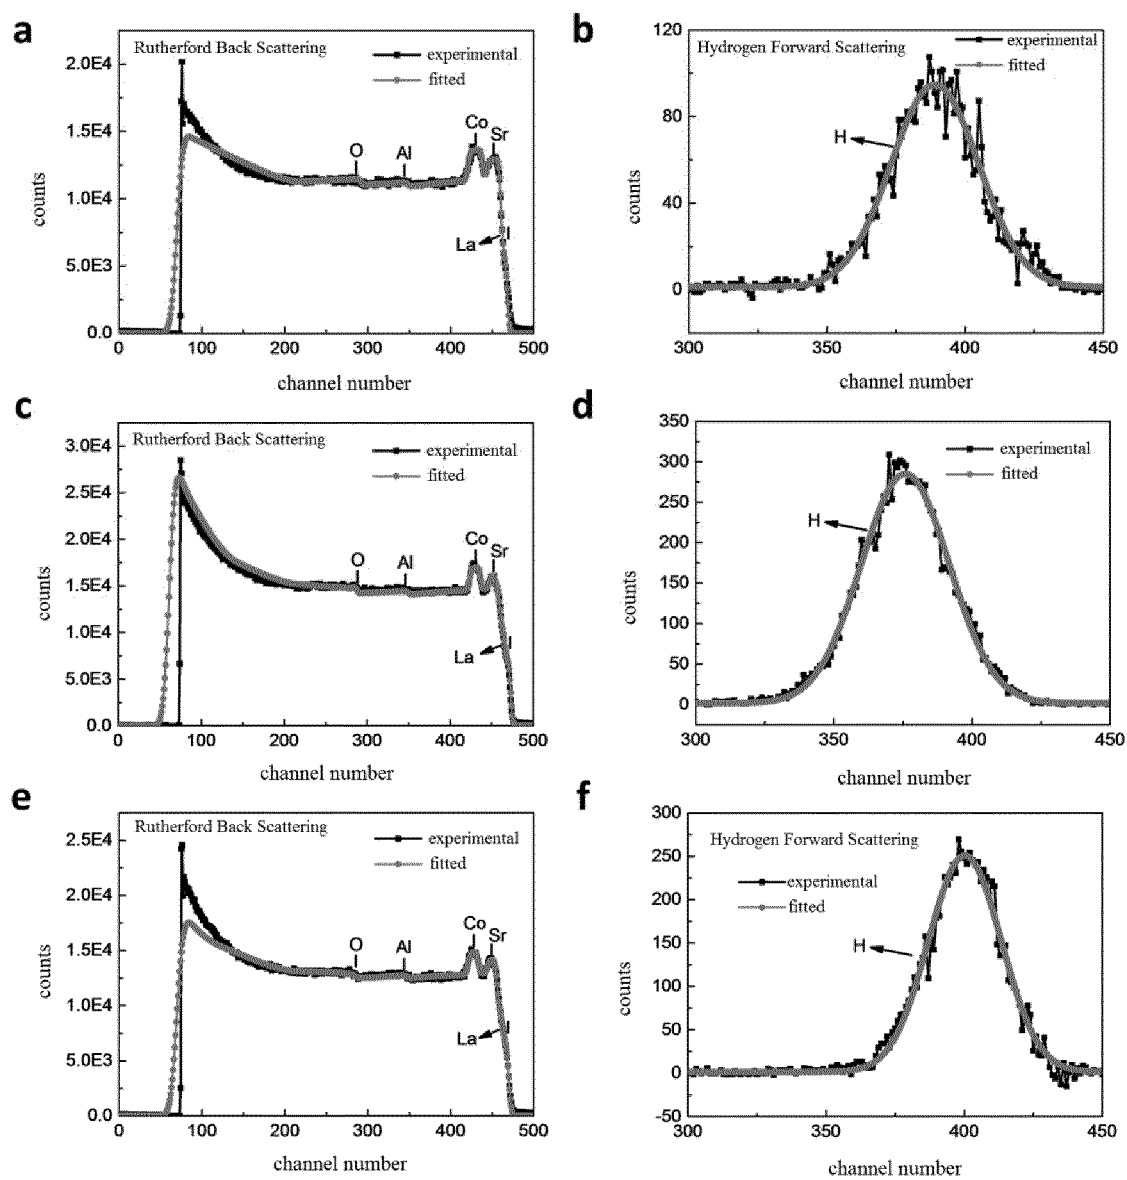 a
Rutherford Back Scattering
experimental
fitted
2.0E4
1.5E4
1.0E4
5.0E3
0.0
counts
O
Al
Co
Sr
La
0 100 200 300 400 500
channel number
b
Hydrogen Forward Scattering
experimental
fitted
120
80
40
0
counts
H
300 350 400 450
channel number
c
Rutherford Back Scattering
experimental
fitted
3.0E4
2.5E4
2.0E4
1.5E4
1.0E4
5.0E3
0.0
counts
O
Al
Co
Sr
La
0 100 200 300 400 500
channel number
d
experimental
fitted
350
300
250
200
150
100
50
0
counts
H
300 350 400 450
channel number
e
Rutherford Back Scattering
experimental
fitted
2.5E4
2.0E4
1.5E4
1.0E4
5.0E3
0.0
counts
O
Al
Co
Sr
La
0 100 200 300 400 500
channel number
f
Hydrogen Forward Scattering
experimental
fitted
300
250
200
150
100
50
0
-50
counts
H
300 350 400 450
channel number